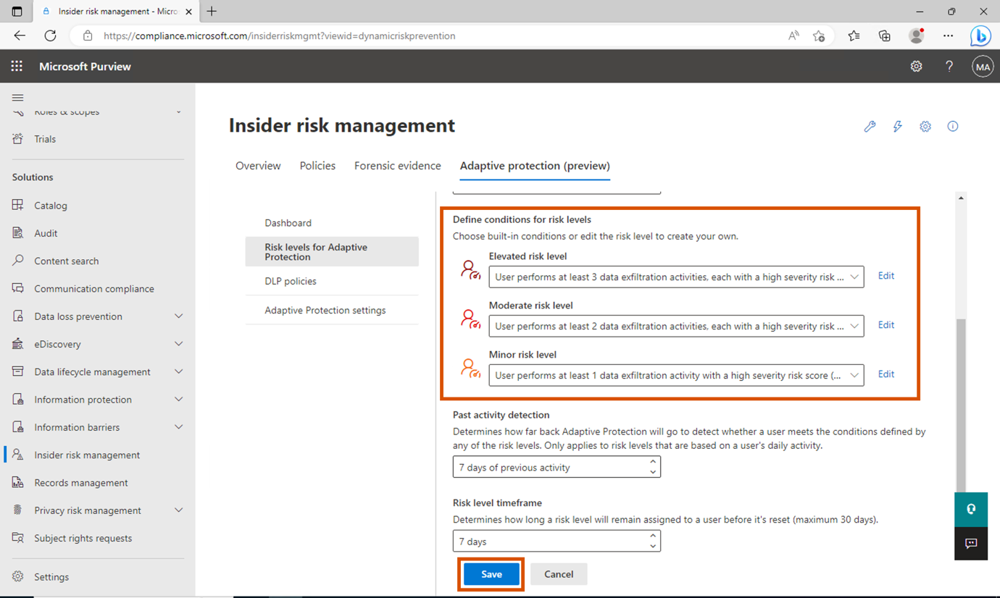 Insider risk management - Micro
https://compliance.microsoft.com/insiderriskmgmt?viewid=dynamicriskprevention
Microsoft Purview
MA
Roles & scopes
Trials
Solutions
Catalog
Audit
Content search
Communication compliance
Data loss prevention
eDiscovery
Data lifecycle management
Information protection
Information barriers
Insider risk management
Records management
Privacy risk management
Subject rights requests
Settings
Insider risk management
Overview
Policies
Forensic evidence
Adaptive protection (preview)
Dashboard
Risk levels for Adaptive
Protection
DLP policies
Adaptive Protection settings
Define conditions for risk levels
Choose built-in conditions or edit the risk level to create your own.
Elevated risk level
User performs at least 3 data exfiltration activities, each with a high severity risk ...
Edit
Moderate risk level
User performs at least 2 data exfiltration activities, each with a high severity risk ...
Edit
Minor risk level
User performs at least 1 data exfiltration activity with a high severity risk score (...
Edit
Past activity detection
Determines how far back Adaptive Protection will go to detect whether a user meets the conditions defined by
any of the risk levels. Only applies to risk levels that are based on a user's daily activity.
7 days of previous activity
Risk level timeframe
Determines how long a risk level will remain assigned to a user before it's reset (maximum 30 days).
7 days
Save
Cancel